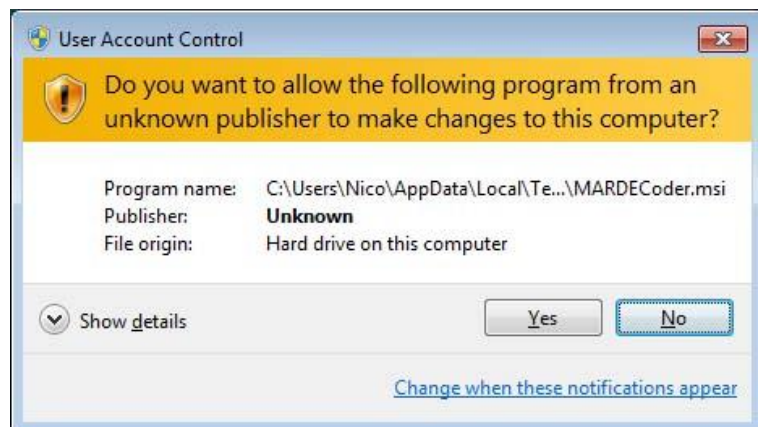 User Account Control
Do you want to allow the following program from an
unknown publisher to make changes to this computer?
Program name: C:\Users\Nico\AppData\Local\Te...\MARDECoder.msi
Publisher: Unknown
File origin: Hard drive on this computer
Show details Yes No
Change when these notifications appear